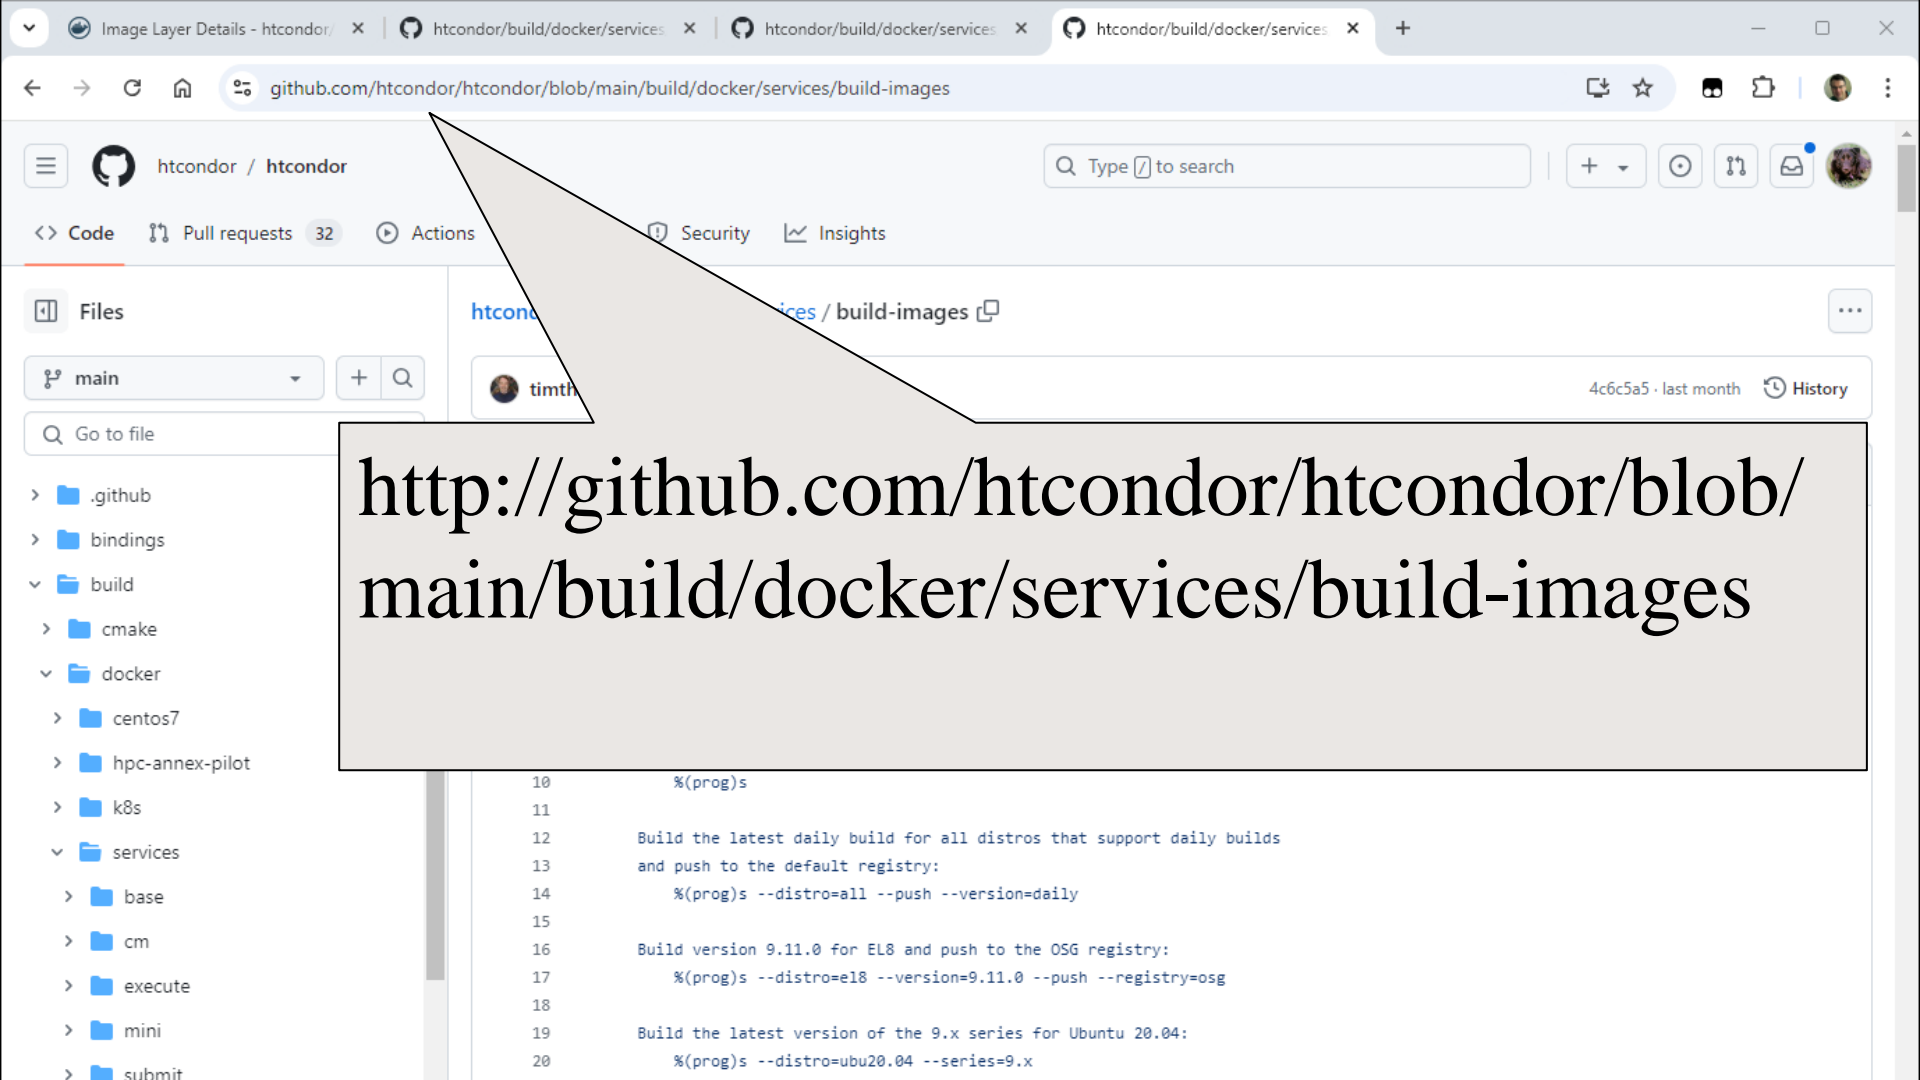 Image Layer Details - htcondor/
htcondor/build/docker/services
htcondor/build/docker/services
htcondor/build/docker/services
github.com/htcondor/htcondor/blob/main/build/docker/services/build-images
htcondor / htcondor
Type / to search
Code
Pull requests 32
Actions
Security
Insights
Files
main
Go to file
.github
bindings
build
cmake
docker
centos7
hpc-annex-pilot
k8s
services
base
cm
execute
mini
submit
/ build-images
4c6c5a5 · last month
History
http://github.com/htcondor/htcondor/blob/
main/build/docker/services/build-images
10 %(prog)s
11
12 Build the latest daily build for all distros that support daily builds
13 and push to the default registry:
14 %(prog)s --distro=all --push --version=daily
15
16 Build version 9.11.0 for EL8 and push to the OSG registry:
17 %(prog)s --distro=el8 --version=9.11.0 --push --registry=osg
18
19 Build the latest version of the 9.x series for Ubuntu 20.04:
20 %(prog)s --distro=ubu20.04 --series=9.x